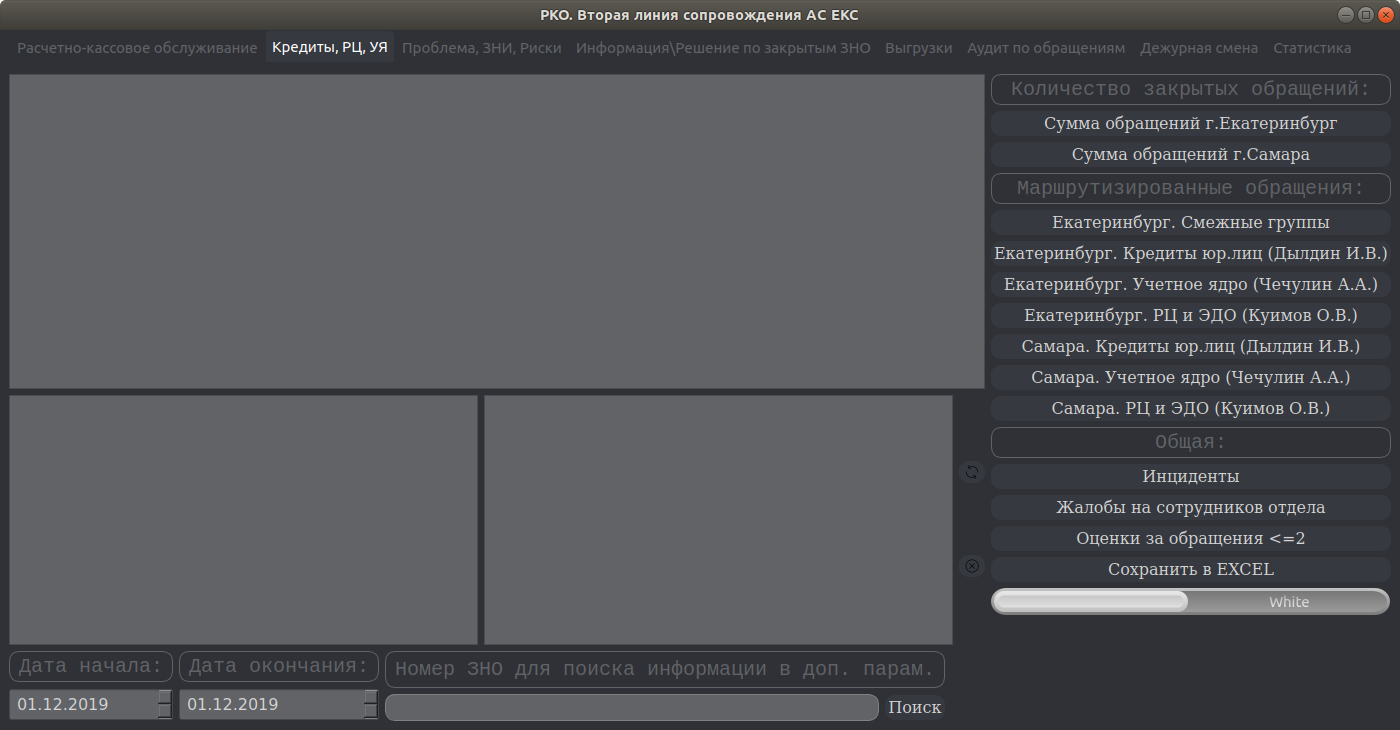 РКО. Вторая линия сопровождения АС ЕКС
Расчетно-кассовое обслуживание Кредиты, РЦ, УЯ Проблема, ЗНИ, Риски Информация\Решение по закрытым ЗНО Выгрузки Аудит по обращениям Дежурная смена Статистика
Количество закрытых обращений:
Сумма обращений г.Екатеринбург
Сумма обращений г.Самара
Маршрутизированные обращения:
Екатеринбург. Смежные группы
Екатеринбург. Кредиты юр.лиц (Дылдин И.В.)
Екатеринбург. Учетное ядро (Чечулин А.А.)
Екатеринбург. РЦ и ЭДО (Куимов О.В.)
Самара. Кредиты юр.лиц (Дылдин И.В.)
Самара. Учетное ядро (Чечулин А.А.)
Самара. РЦ и ЭДО (Куимов О.В.)
Общая:
Инциденты
Жалобы на сотрудников отдела
Оценки за обращения <=2
Сохранить в EXCEL
White
Дата начала: Дата окончания: Номер ЗНО для поиска информации в доп. парам.
01.12.2019 01.12.2019 Поиск